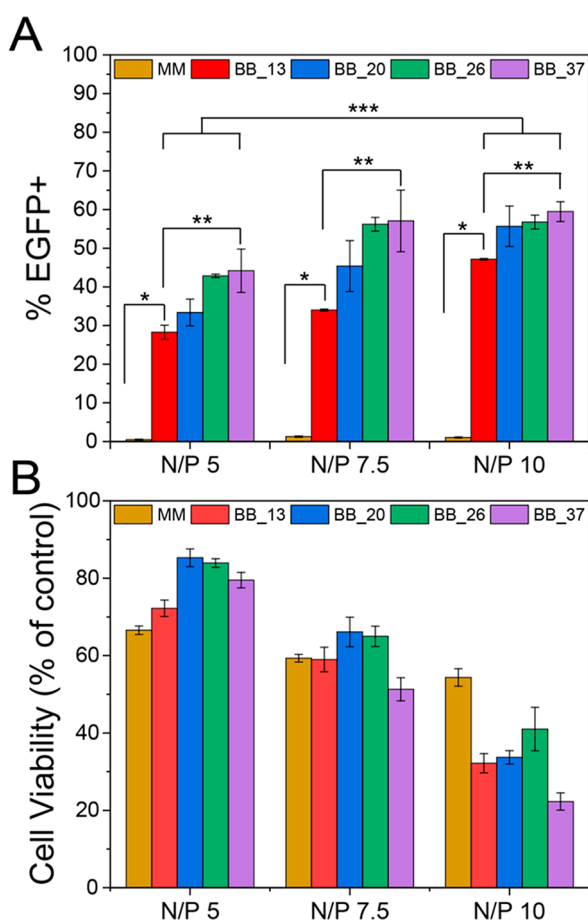 A
100
90
80
70
60
50
40
30
20
10
0
% EGFP+
MM BB_13 BB_20 BB_26 BB_37
***
** ** **
* * *
N/P 5 N/P 7.5 N/P 10
B
100
80
60
40
20
0
Cell Viability (% of control)
MM BB_13 BB_20 BB_26 BB_37
N/P 5 N/P 7.5 N/P 10